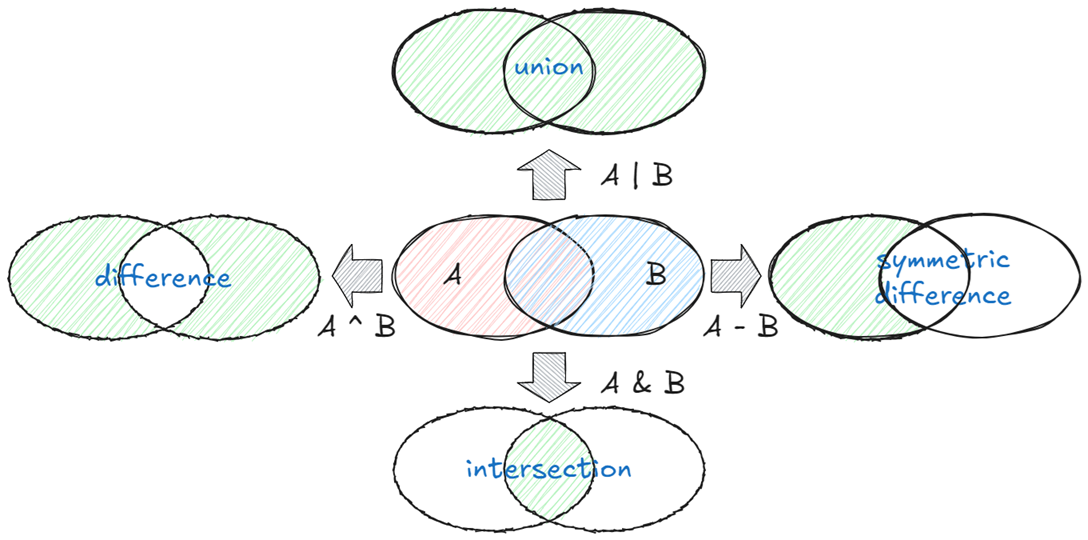 union
A | B
A
B
difference
symmetric
difference
A ^ B
A - B
A & B
intersection